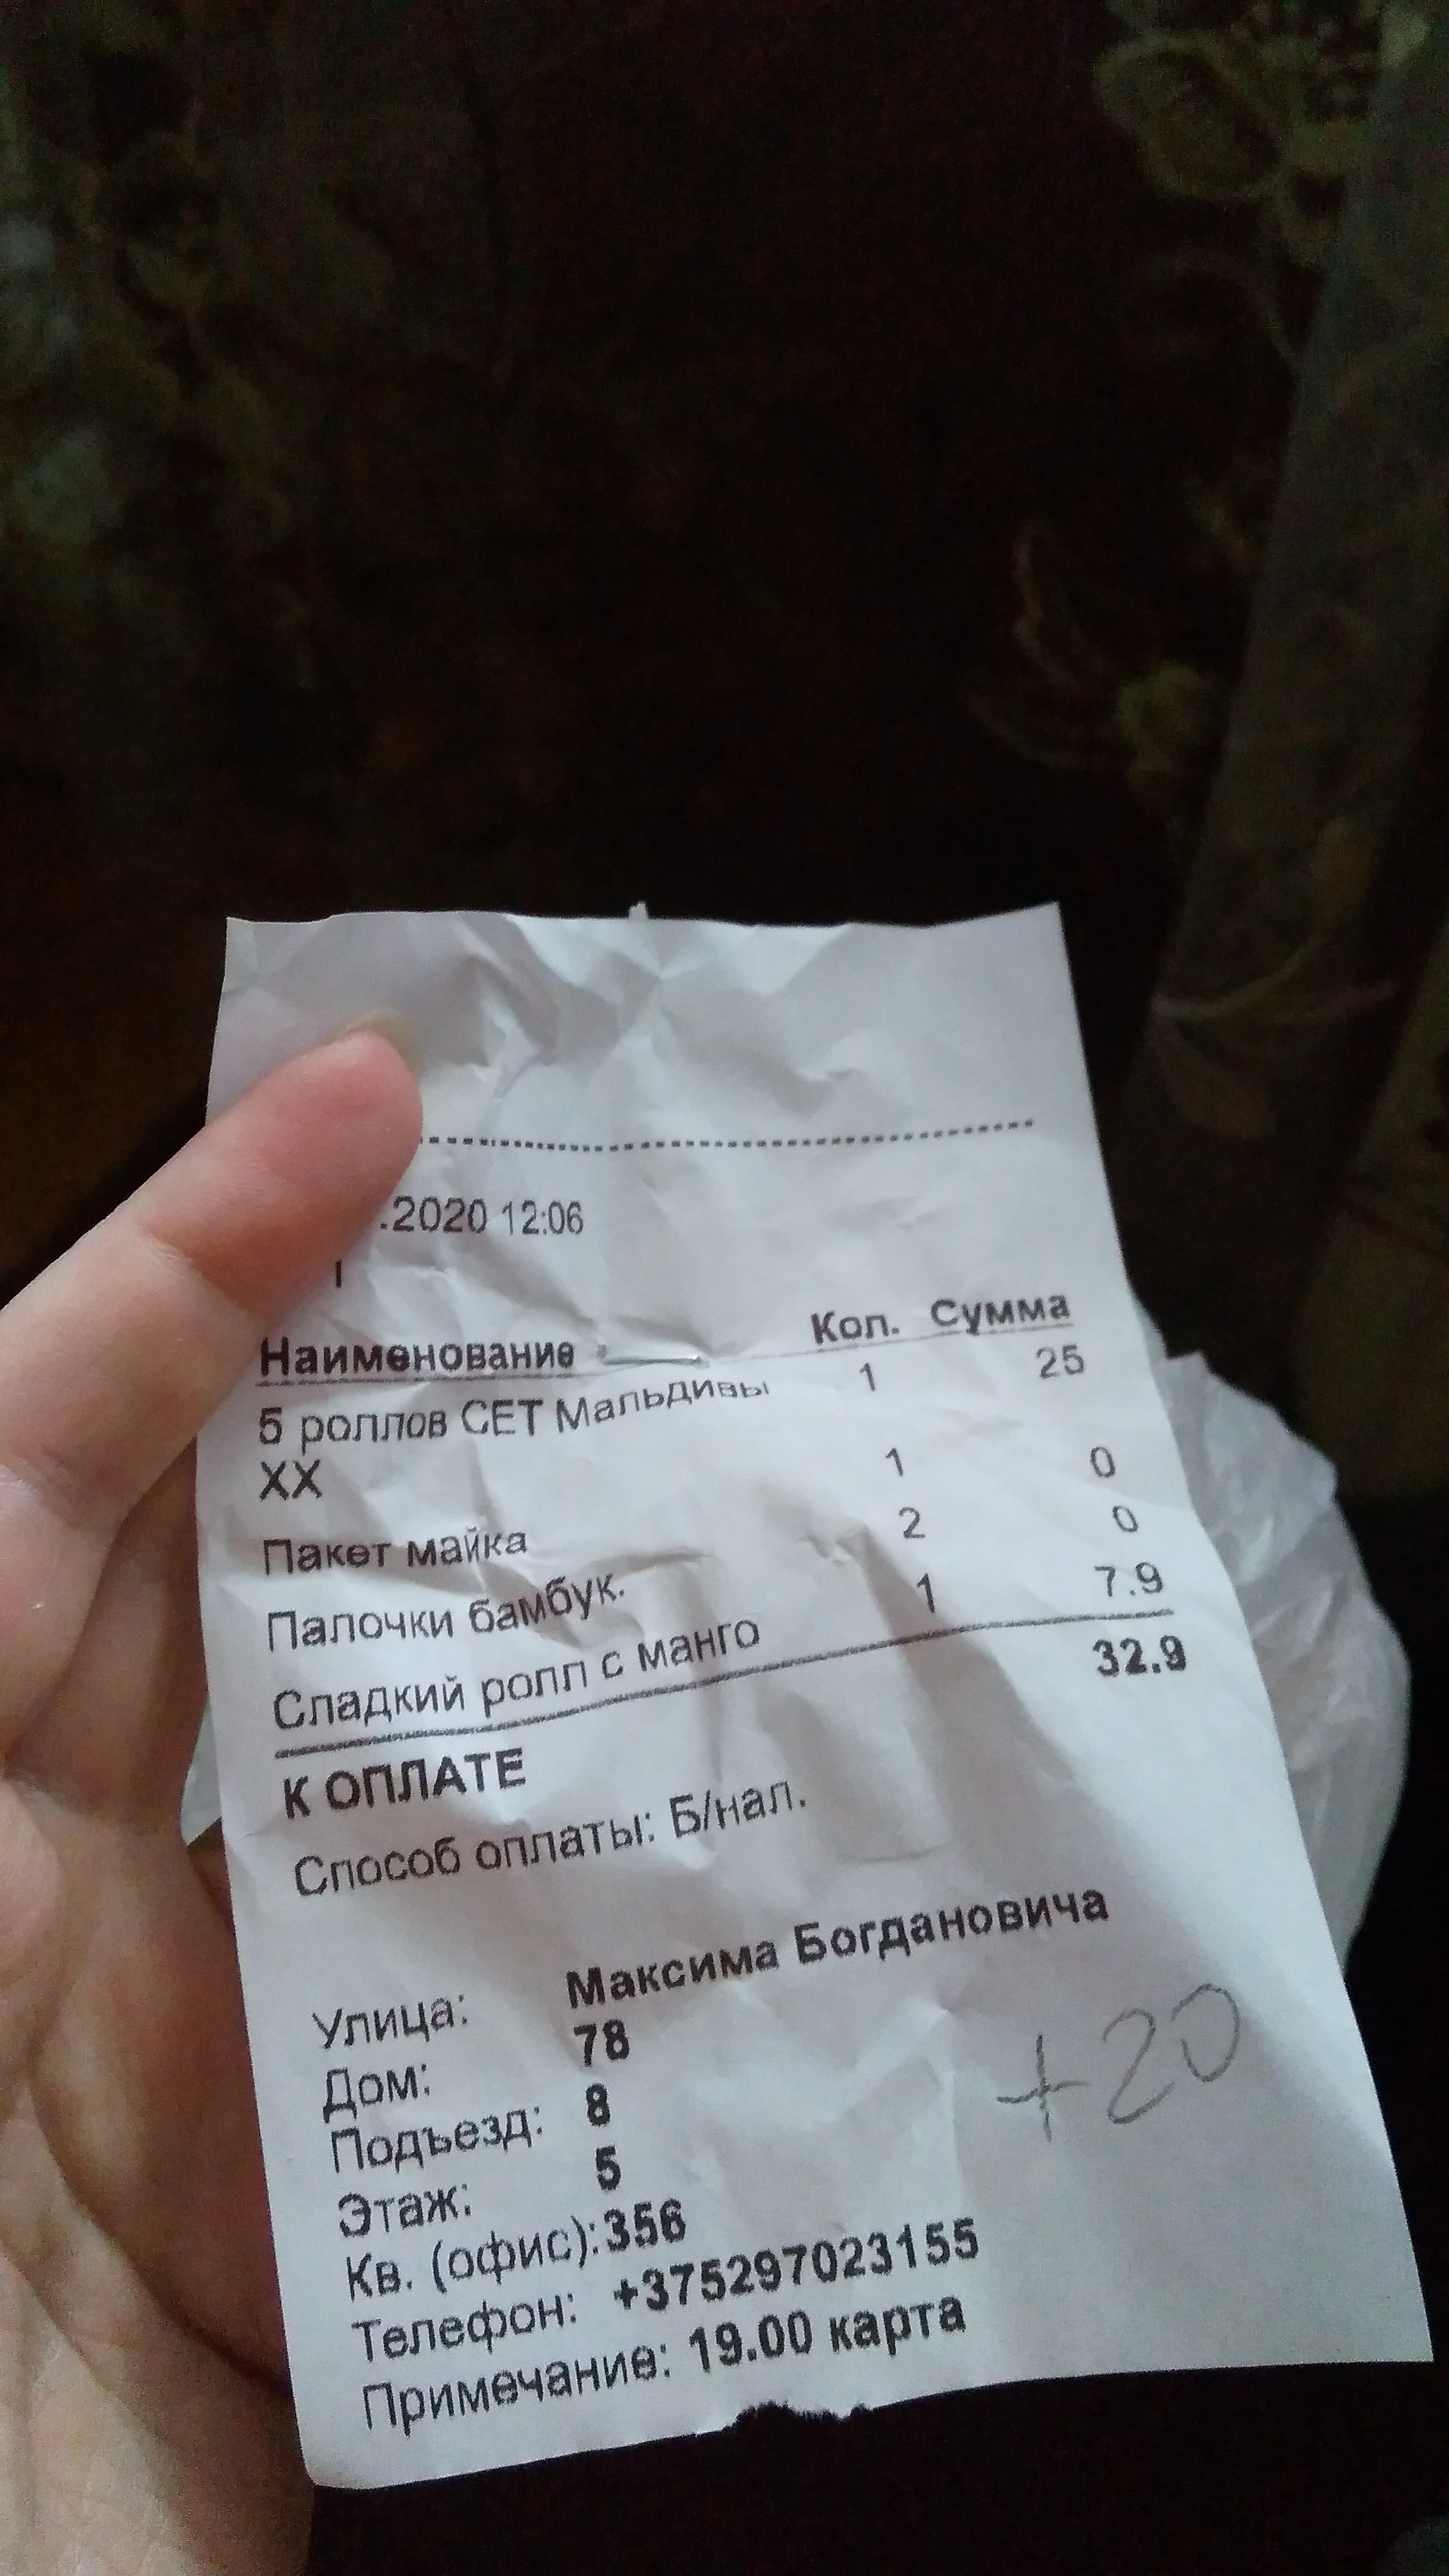 .2020 12:06
Наименование Кол. Сумма
5 роллов СЕТ Мальдивы 1 25
ХХ
Пакет майка 1 0
Палочки бамбук. 2 0
Сладкий ролл с манго 1 7.9
К ОПЛАТЕ 32.9
Способ оплаты: Б/нал.
Улица: Максима Богдановича
Дом: 78
Подъезд: 8
+20
Этаж: 5
Кв. (офис): 356
Телефон: +375297023155
Примечание: 19.00 карта